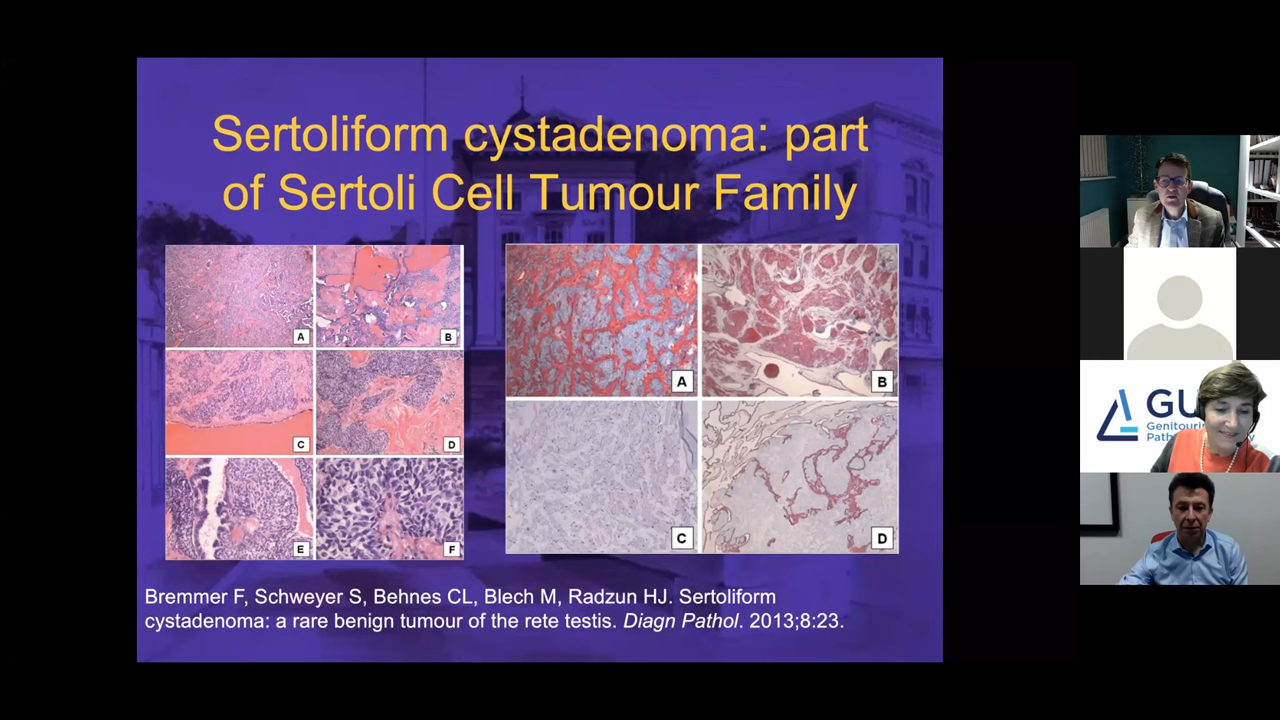 Sertoliform cystadenoma: part
of Sertoli Cell Tumour Family
A
B
C
D
E
F
A
B
C
D
Bremmer F, Schweyer S, Behnes CL, Blech M, Radzun HJ. Sertoliform
cystadenoma: a rare benign tumour of the rete testis. Diagn Pathol. 2013;8:23.
GU